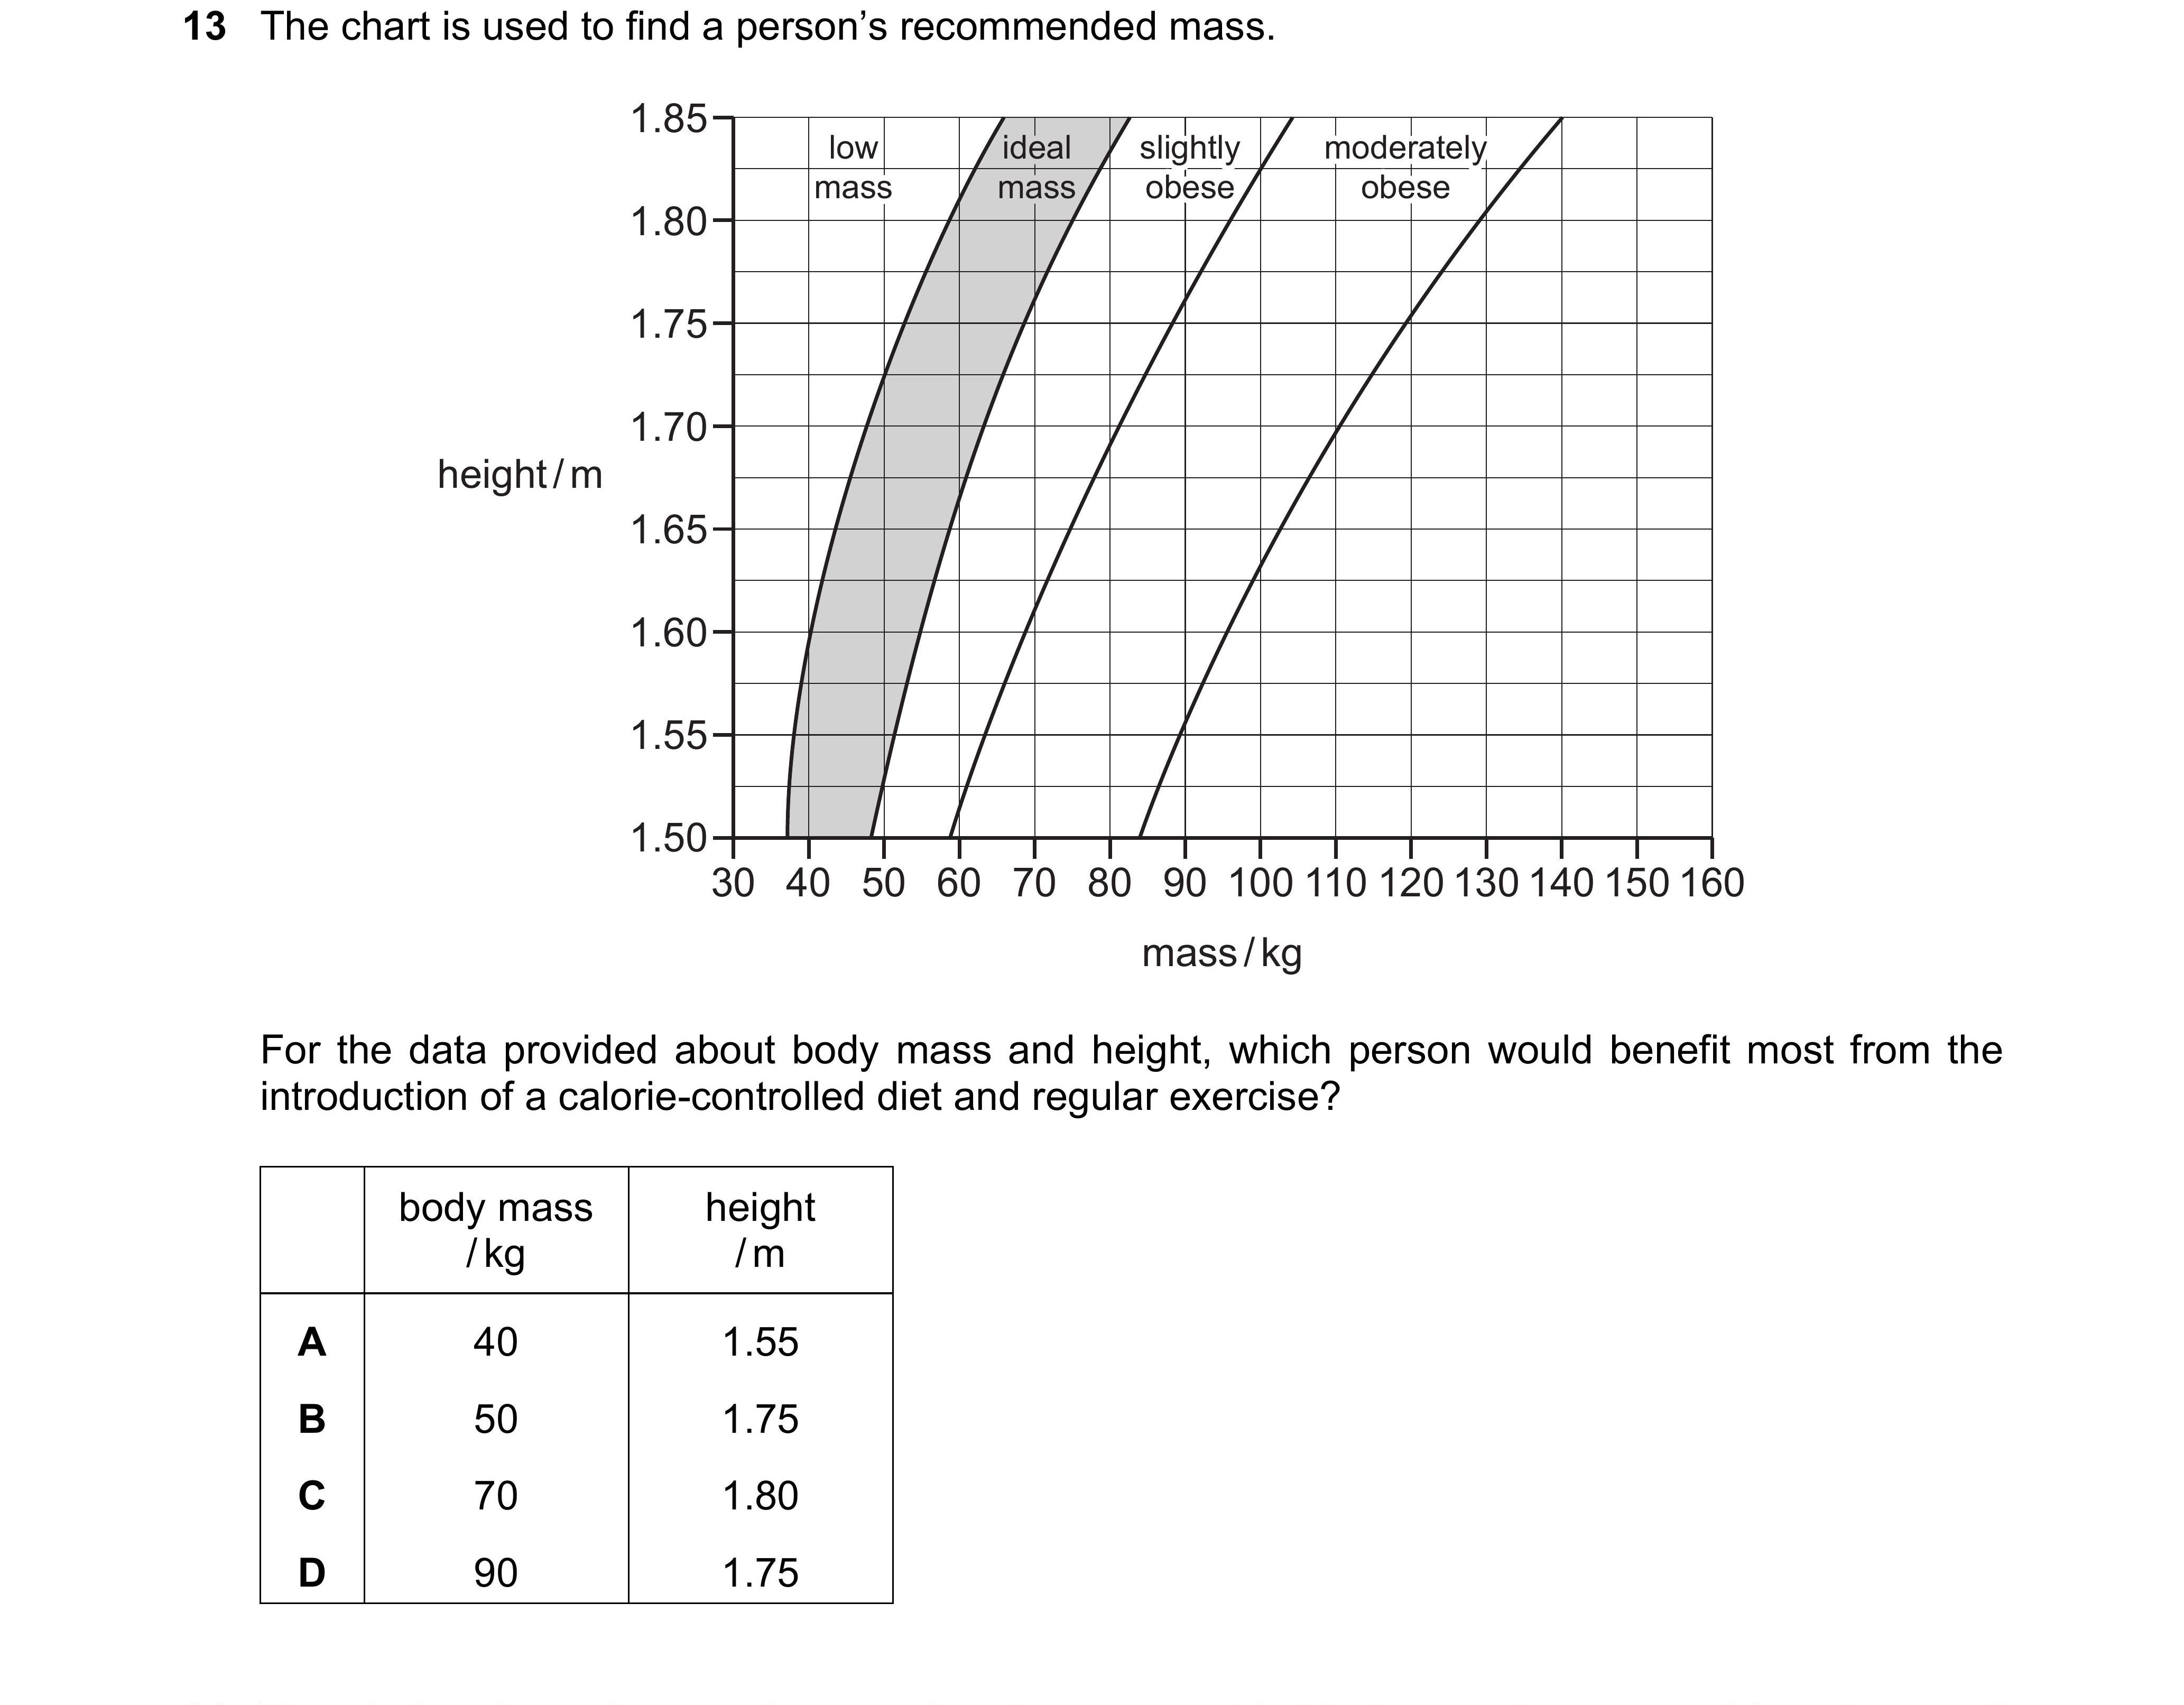 13 The chart is used to find a person’s recommended mass.
1.85
low
mass
ideal
mass
slightly
obese
moderately
obese
1.80
1.75
1.70
height / m
1.65
1.60
1.55
1.50
30 40 50 60 70 80 90 100 110 120 130 140 150 160
mass / kg
For the data provided about body mass and height, which person would benefit most from the
introduction of a calorie-controlled diet and regular exercise?
body mass
/ kg
height
/ m
A 40 1.55
B 50 1.75
C 70 1.80
D 90 1.75